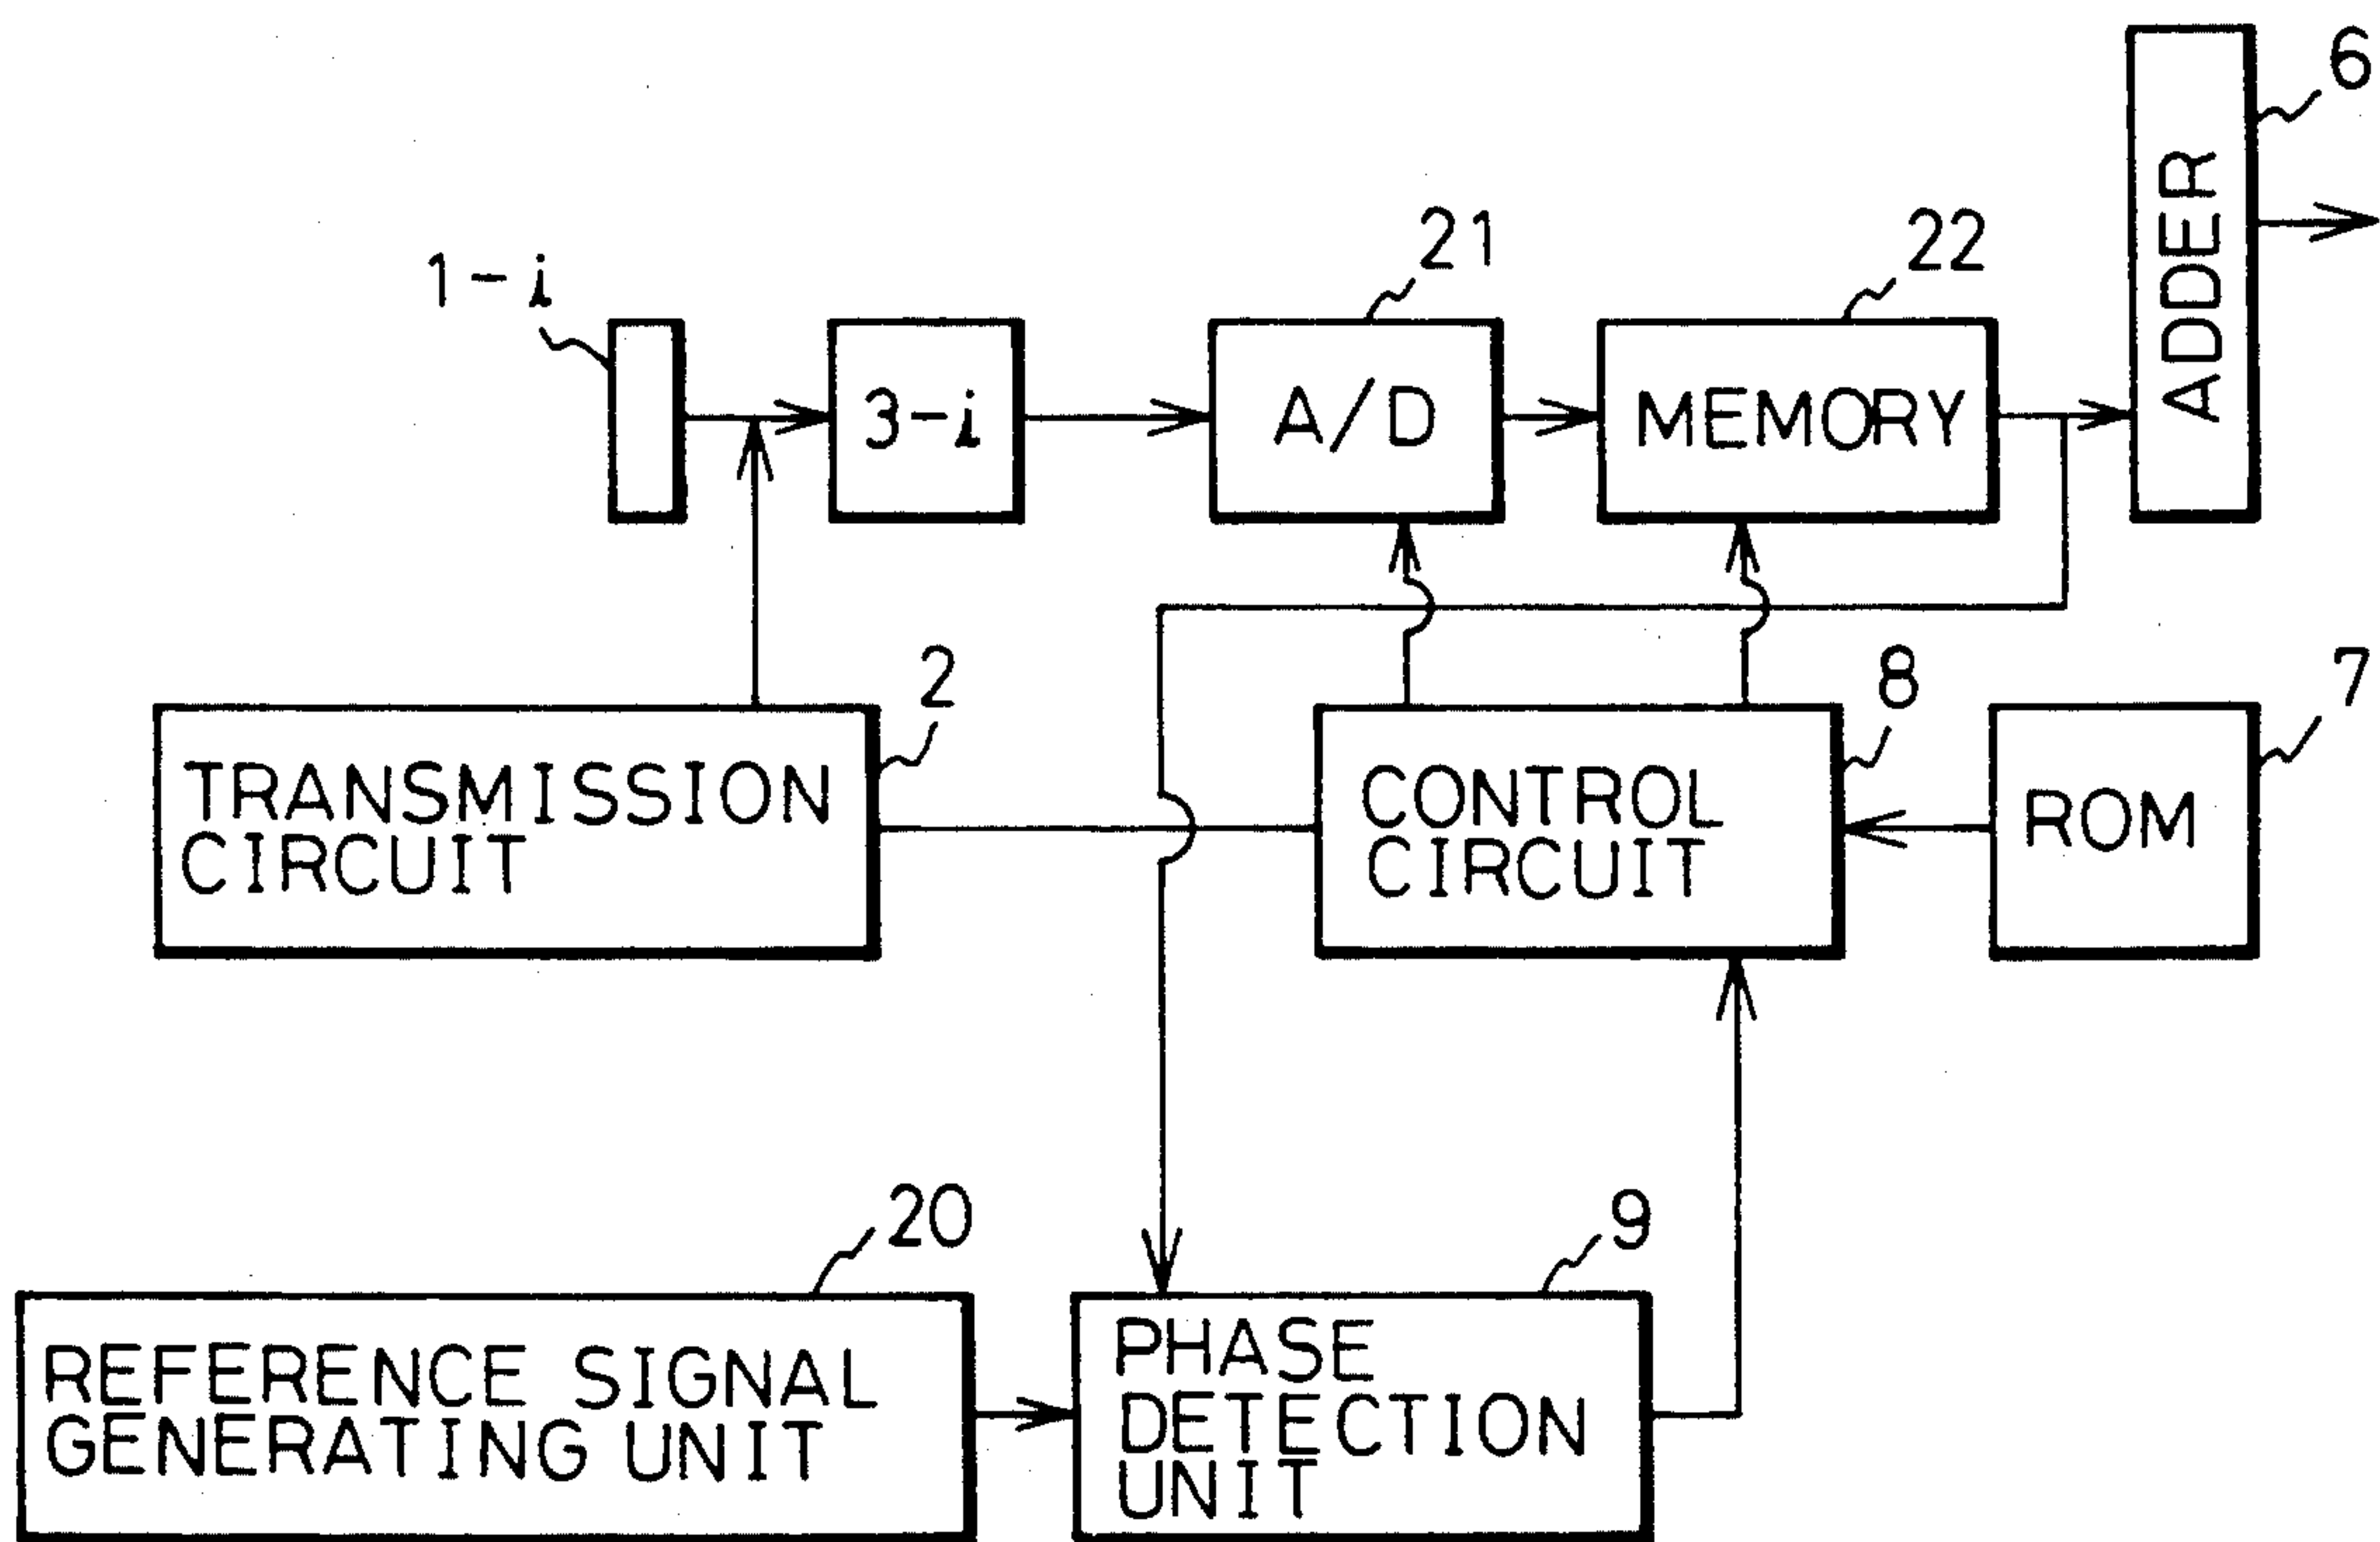 6
ADDER
21
22
1-i
3-i
A/D
MEMORY
2
8
7
TRANSMISSION
CIRCUIT
CONTROL
CIRCUIT
ROM
20
9
REFERENCE SIGNAL
GENERATING UNIT
PHASE
DETECTION
UNIT